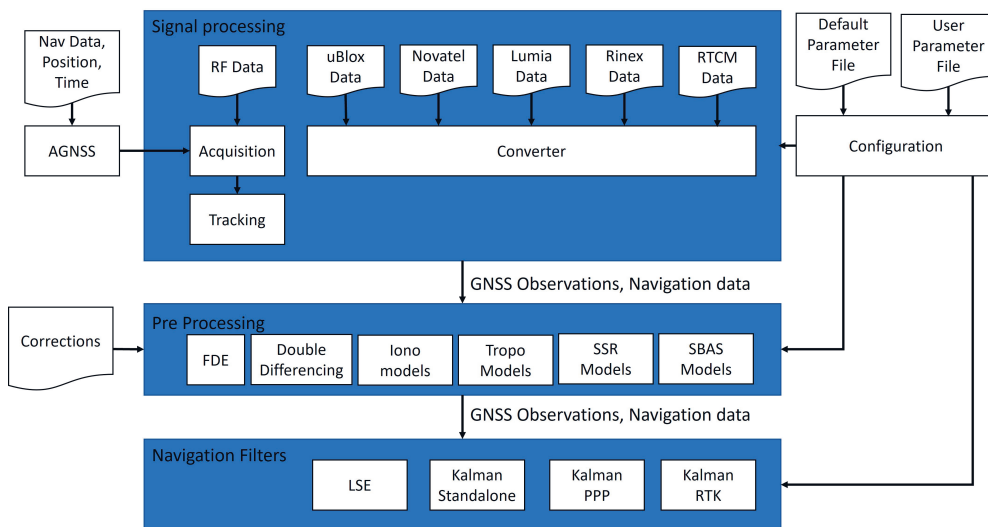 Signal processing
Nav Data,
Position,
Time
RF Data
uBlox
Data
Novatel
Data
Lumia
Data
Rinex
Data
RTCM
Data
Default
Parameter
File
User
Parameter
File
AGNSS
Acquisition
Converter
Configuration
Tracking
GNSS Observations, Navigation data
Corrections
Pre Processing
FDE
Double
Differencing
Iono
models
Tropo
Models
SSR
Models
SBAS
Models
GNSS Observations, Navigation data
Navigation Filters
LSE
Kalman
Standalone
Kalman
PPP
Kalman
RTK